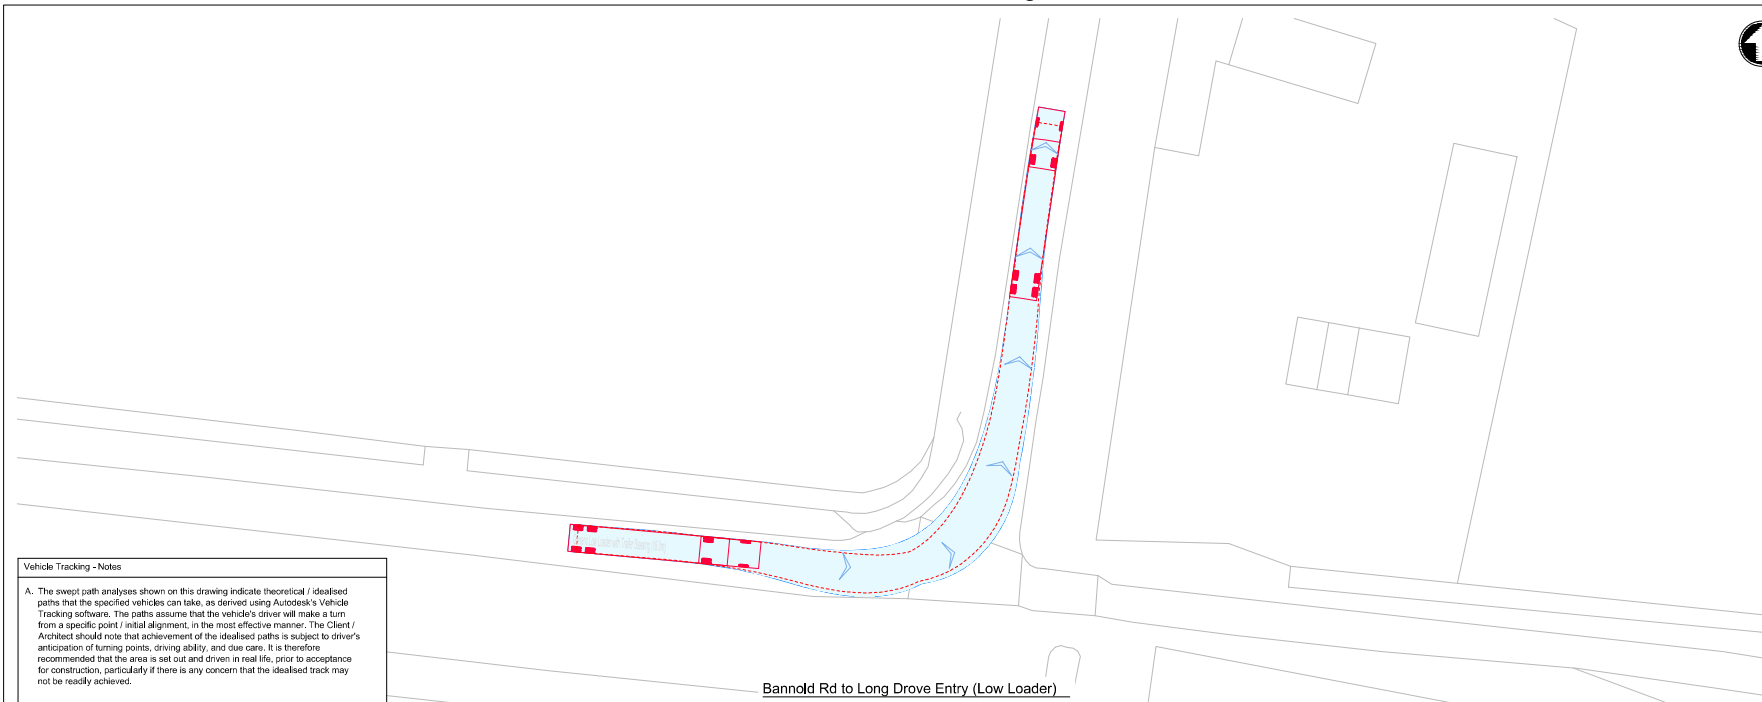 Vehicle Tracking - Notes
A. The swept path analyses shown on this drawing indicate theoretical / idealised
paths that the specified vehicles can take, as derived using Autodesk's Vehicle
Tracking software. The paths assume that the vehicle's driver will make a turn
from a specific point / initial alignment, in the most effective manner. The Client /
Architect should note that achievement of the idealised paths is subject to driver's
anticipation of turning points, driving ability, and due care. It is therefore
recommended that the area is set out and driven in real life, prior to acceptance
for construction, particularly if there is any concern that the idealised track may
not be readily achieved.
Bannold Rd to Long Drove Entry (Low Loader)